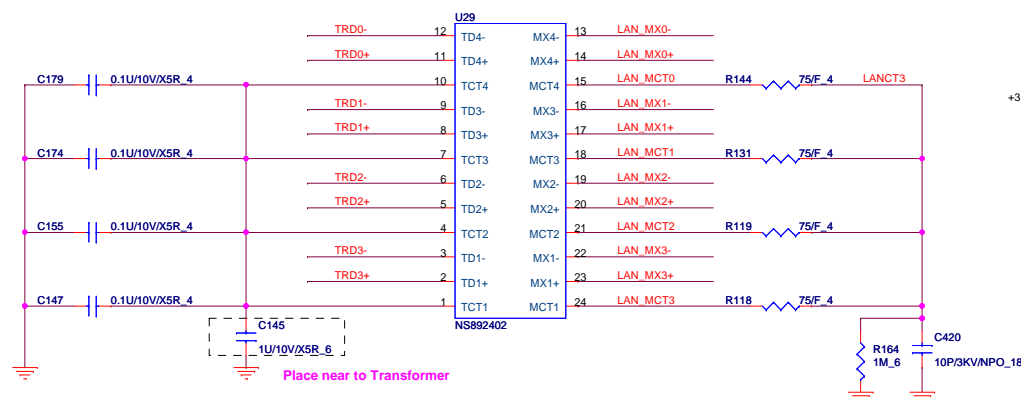 U29
TRD0- 12 TD4- MX4- 13 LAN_MX0-
TRD0+ 11 TD4+ MX4+ 14 LAN_MX0+
C179 0.1U/10V/X5R_4 10 TCT4 MCT4 15 LAN_MCT0 R144 75/F_4 LANCT3
+3
TRD1- 9 TD3- MX3- 16 LAN_MX1-
TRD1+ 8 TD3+ MX3+ 17 LAN_MX1+
C174 0.1U/10V/X5R_4 7 TCT3 MCT3 18 LAN_MCT1 R131 75/F_4
TRD2- 6 TD2- MX2- 19 LAN_MX2-
TRD2+ 5 TD2+ MX2+ 20 LAN_MX2+
C155 0.1U/10V/X5R_4 4 TCT2 MCT2 21 LAN_MCT2 R119 75/F_4
TRD3- 3 TD1- MX1- 22 LAN_MX3-
TRD3+ 2 TD1+ MX1+ 23 LAN_MX3+
C147 0.1U/10V/X5R_4 1 TCT1 MCT1 24 LAN_MCT3 R118 75/F_4
C145 NS892402
1U/10V/X5R_6
C420
R164
1M_6 10P/3KV/NPO_18
Place near to Transformer